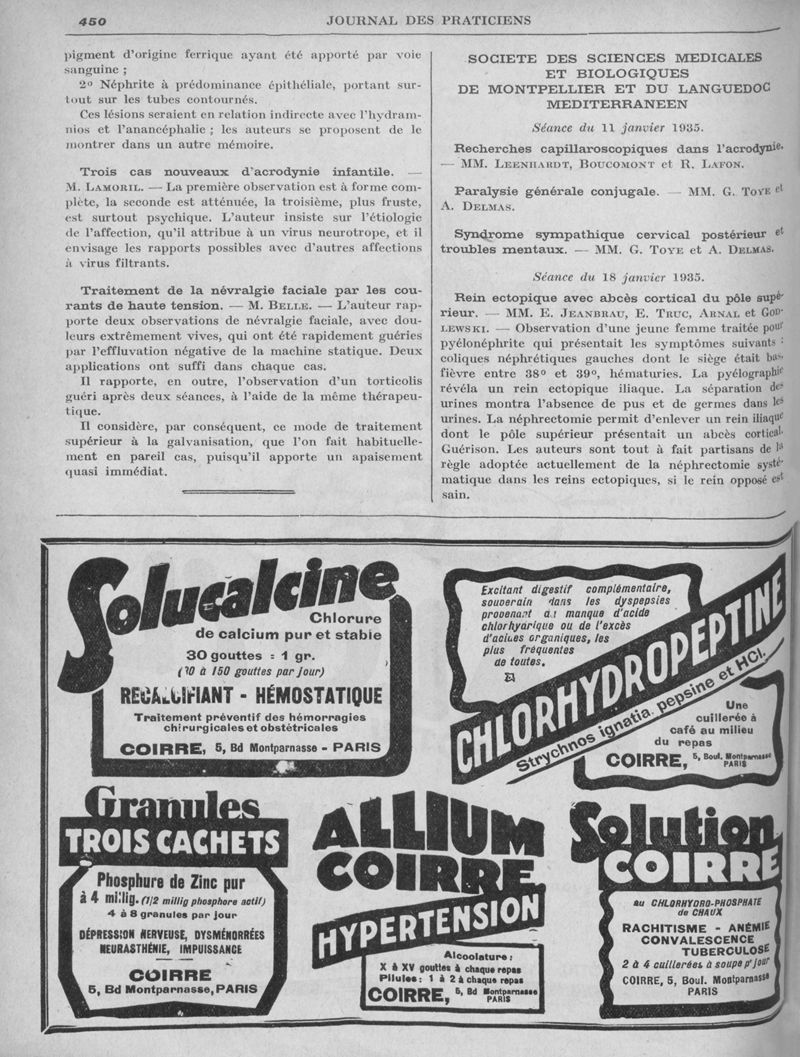 450
JOURNAL DES PRATICIENS
pigment d'origine ferrique ayant été apporté par voie
sanguine ;
2º Néphrite à prédominance épithéliale, portant sur-
tout sur les tubes contournés.
Ces lésions seraient en relation indirecte avec l'hydram-
nios et l'anancéphalie ; les auteurs se proposent de le
montrer dans un autre mémoire.
Trois cas nouveaux d'acrodynie infantile. —
M. LAMORIL. — La première observation est à forme com-
plète, la seconde est atténuée, la troisième, plus fruste,
est surtout psychique. L'auteur insiste sur l'étiologie
de l'affection, qu'il attribue à un virus neurotrope, et il
envisage les rapports possibles avec d'autres affections
à virus filtrants.
Traitement de la névralgie faciale par les cou-
rants de haute tension. — M. BELLE. — L'auteur rap-
porte deux observations de névralgie faciale, avec dou-
leurs extrêmement vives, qui ont été rapidement guéries
par l'effluvation négative de la machine statique. Deux
applications ont suffi dans chaque cas.
Il rapporte, en outre, l'observation d'un torticolis
guéri après deux séances, à l'aide de la même thérapeu-
tique.
Il considère, par conséquent, ce mode de traitement
supérieur à la galvanisation, que l'on fait habituelle-
ment en pareil cas, puisqu'il apporte un apaisement
quasi immédiat.
SOCIETE DES SCIENCES MEDICALES
ET BIOLOGIQUES
DE MONTPELLIER ET DU LANGUEDOC
MEDITERRANEEN
Séance du 11 janvier 1935.
Recherches capillaroscopiques dans l'acrodynie.
— MM. LEENHARDT, BOUCOMONT et R. LAFON.
Paralysie générale conjugale. — MM. G. TOYE et
A. DELMAS.
Syndrome sympathique cervical postérieur et
troubles mentaux. — MM. G. TOYE et A. DELMAS.
Séance du 18 janvier 1935.
Rein ectopique avec abcès cortical du pôle supé-
rieur. — MM. E. JEANBRAU, E. TRUC, ARNAL et GOD-
LEWSKI. — Observation d'une jeune femme traitée pour
pyélonéphrite qui présentait les symptômes suivants :
coliques néphrétiques gauches dont le siège était bas,
fièvre entre 38º et 39º, hématuries. La pyélographie
révéla un rein ectopique iliaque. La séparation des
urines montra l'absence de pus et de germes dans les
urines. La néphrectomie permit d'enlever un rein iliaque
dont le pôle supérieur présentait un abcès cortical.
Guérison. Les auteurs sont tout à fait partisans de la
règle adoptée actuellement de la néphrectomie systé-
matique dans les reins ectopiques, si le rein opposé est
sain.
Solucalcine
Chlorure
de calcium pur et stable
30 gouttes = 1 gr.
(10 à 150 gouttes par jour)
RECALCIFIANT - HÉMOSTATIQUE
Traitement préventif des hémorragies
chirurgicales et obstétricales
COIRRE, 5, Bd Montparnasse - PARIS
Excitant digestif complémentaire,
souverain dans les dyspepsies
provenant du manque d'acide
chlorhydrique ou de l'excès
d'acides organiques, les
plus fréquentes
de toutes.
CHLORHYDROPEPTINE
Strychnos ignatia. pepsine et HCl.
Une
cuillerée à
café au milieu
du repas
COIRRE, 5, Boul. Montparnasse
PARIS
Granules
TROIS CACHETS
Phosphure de Zinc pur
à 4 millig. (1/2 millig phosphore actif)
4 à 8 granules par jour
DÉPRESSION NERVEUSE, DYSMÉNORRÉES
NEURASTHÉNIE, IMPUISSANCE
COIRRE
5, Bd Montparnasse, PARIS
ALLIUM
COIRRE
HYPERTENSION
Alcoolature :
X à XV gouttes à chaque repas
Pilules : 1 à 2 à chaque repas
COIRRE, 5, Bd Montparnasse
PARIS
Solution
COIRRE
au CHLORHYDRO-PHOSPHATE
de CHAUX
RACHITISME - ANÉMIE
CONVALESCENCE
TUBERCULOSE
2 à 4 cuillerées à soupe pr jour
COIRRE, 5, Boul. Montparnasse
PARIS